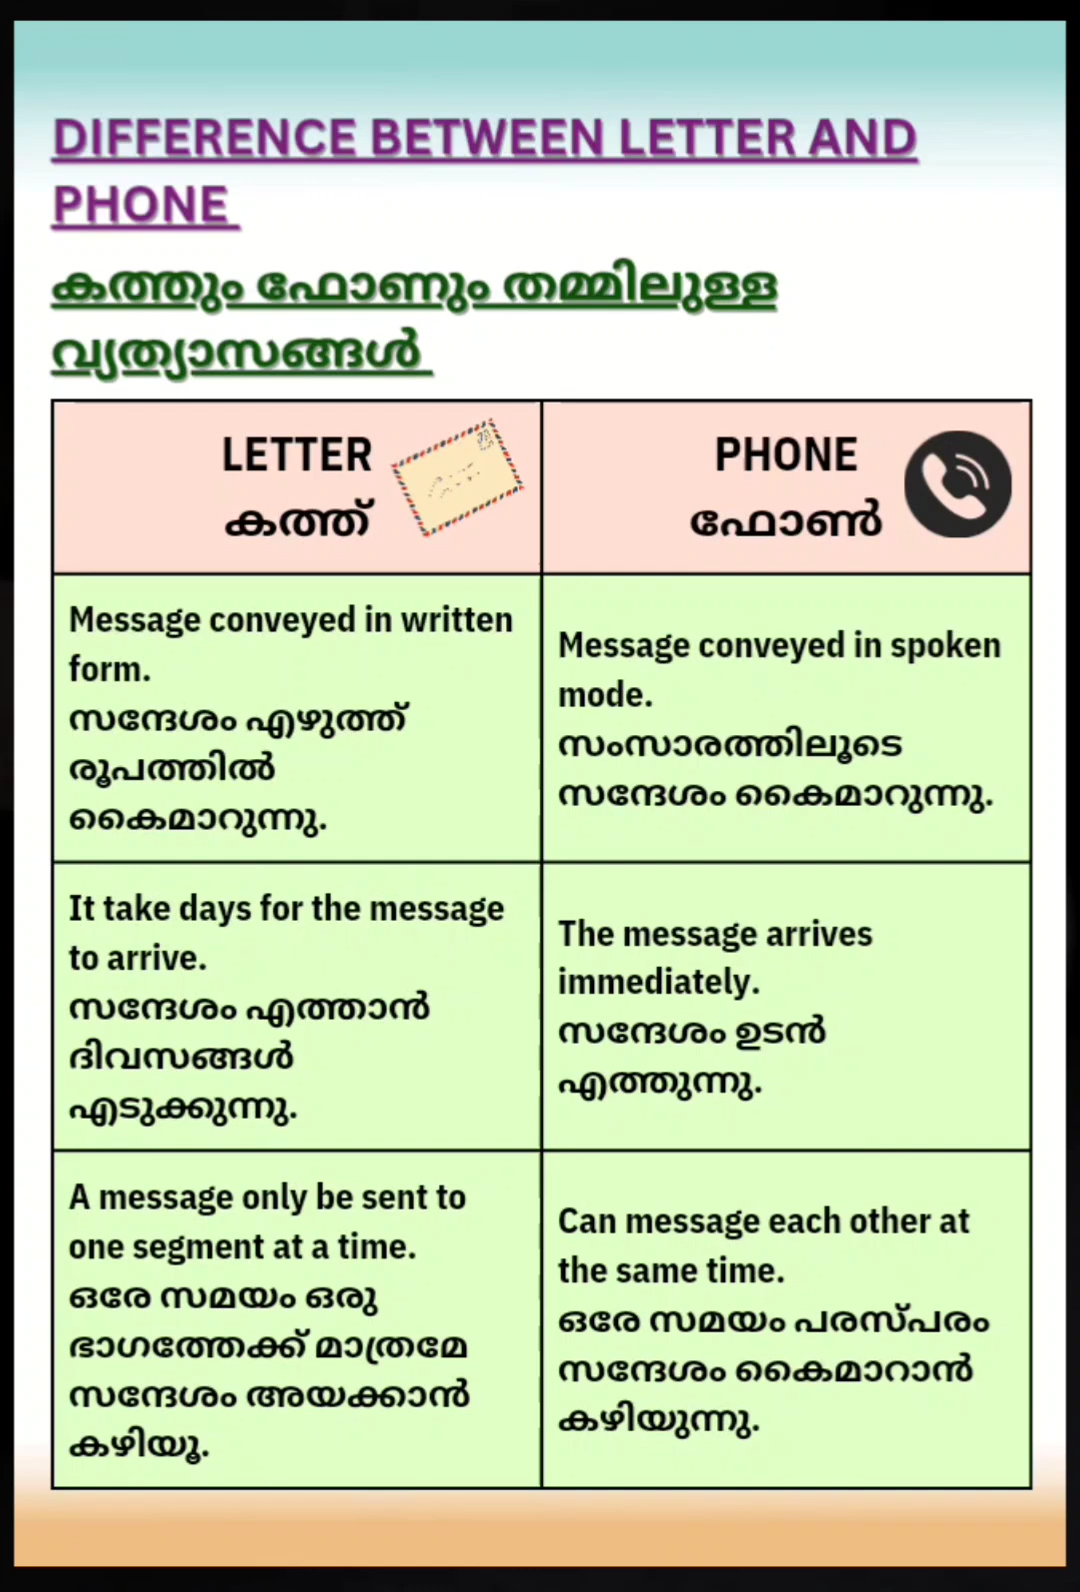 DIFFERENCE BETWEEN LETTER AND
PHONE
കത്തും ഫോണും തമ്മിലുള്ള
വ്യത്യാസങ്ങൾ
LETTER
കത്ത്
PHONE
ഫോൺ
Message conveyed in written
form.
സന്ദേശം എഴുത്ത്
രൂപത്തിൽ
കൈമാറുന്നു.
Message conveyed in spoken
mode.
സംസാരത്തിലൂടെ
സന്ദേശം കൈമാറുന്നു.
It take days for the message
to arrive.
സന്ദേശം എത്താൻ
ദിവസങ്ങൾ
എടുക്കുന്നു.
The message arrives
immediately.
സന്ദേശം ഉടൻ
എത്തുന്നു.
A message only be sent to
one segment at a time.
ഒരേ സമയം ഒരു
ഭാഗത്തേക്ക് മാത്രമേ
സന്ദേശം അയക്കാൻ
കഴിയൂ.
Can message each other at
the same time.
ഒരേ സമയം പരസ്പരം
സന്ദേശം കൈമാറാൻ
കഴിയുന്നു.